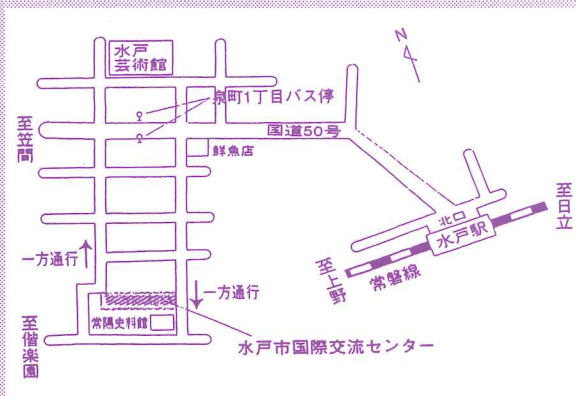 水戸
芸術館
N
泉町1丁目バス停
至笠間
国道50号
鮮魚店
至日立
北口
水戸駅
至上野
常磐線
一方通行
一方通行
常陽史料館
至偕楽園
水戸市国際交流センター